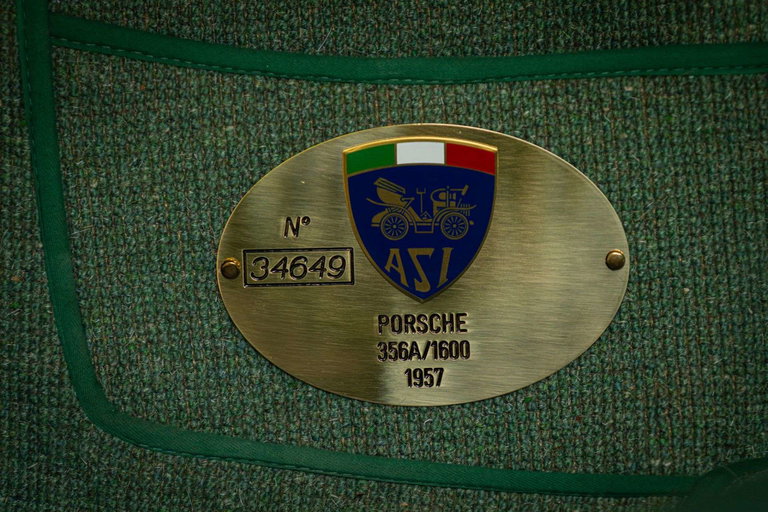 ASI
N°
34649
PORSCHE
356A/1600
1957